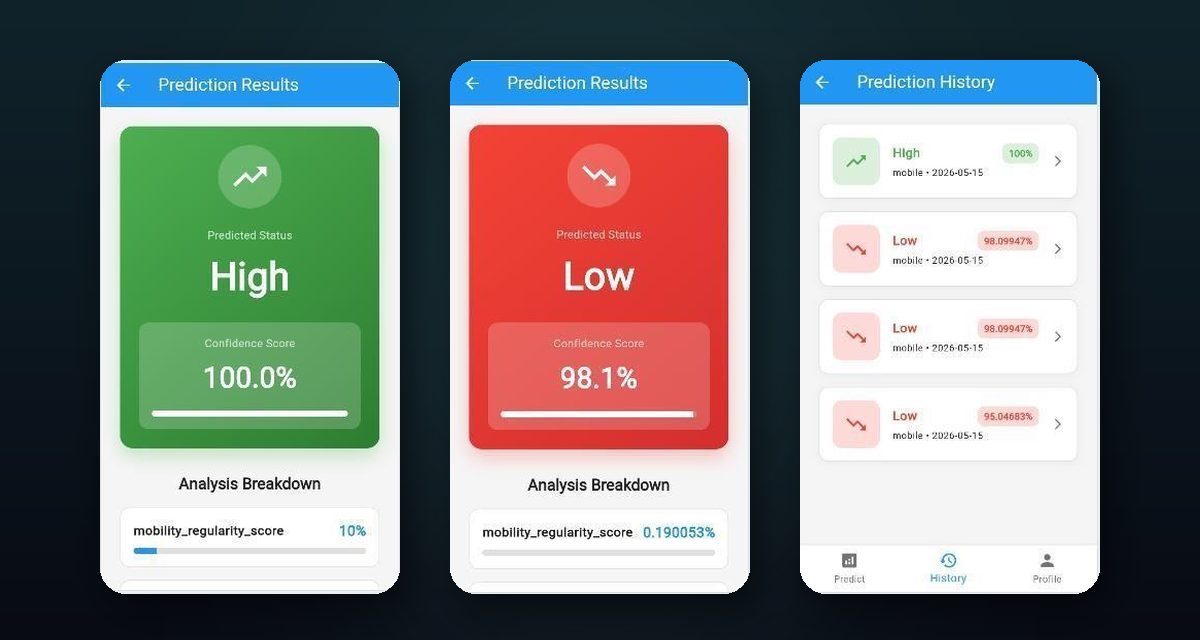 Prediction Results
Predicted Status
High
Confidence Score
100.0%
Analysis Breakdown
mobility_regularity_score 10%
Prediction Results
Predicted Status
Low
Confidence Score
98.1%
Analysis Breakdown
mobility_regularity_score 0.190053%
Prediction History
High 100%
mobile • 2026-05-15
Low 98.09947%
mobile • 2026-05-15
Low 98.09947%
mobile • 2026-05-15
Low 95.04683%
mobile • 2026-05-15
Predict History Profile